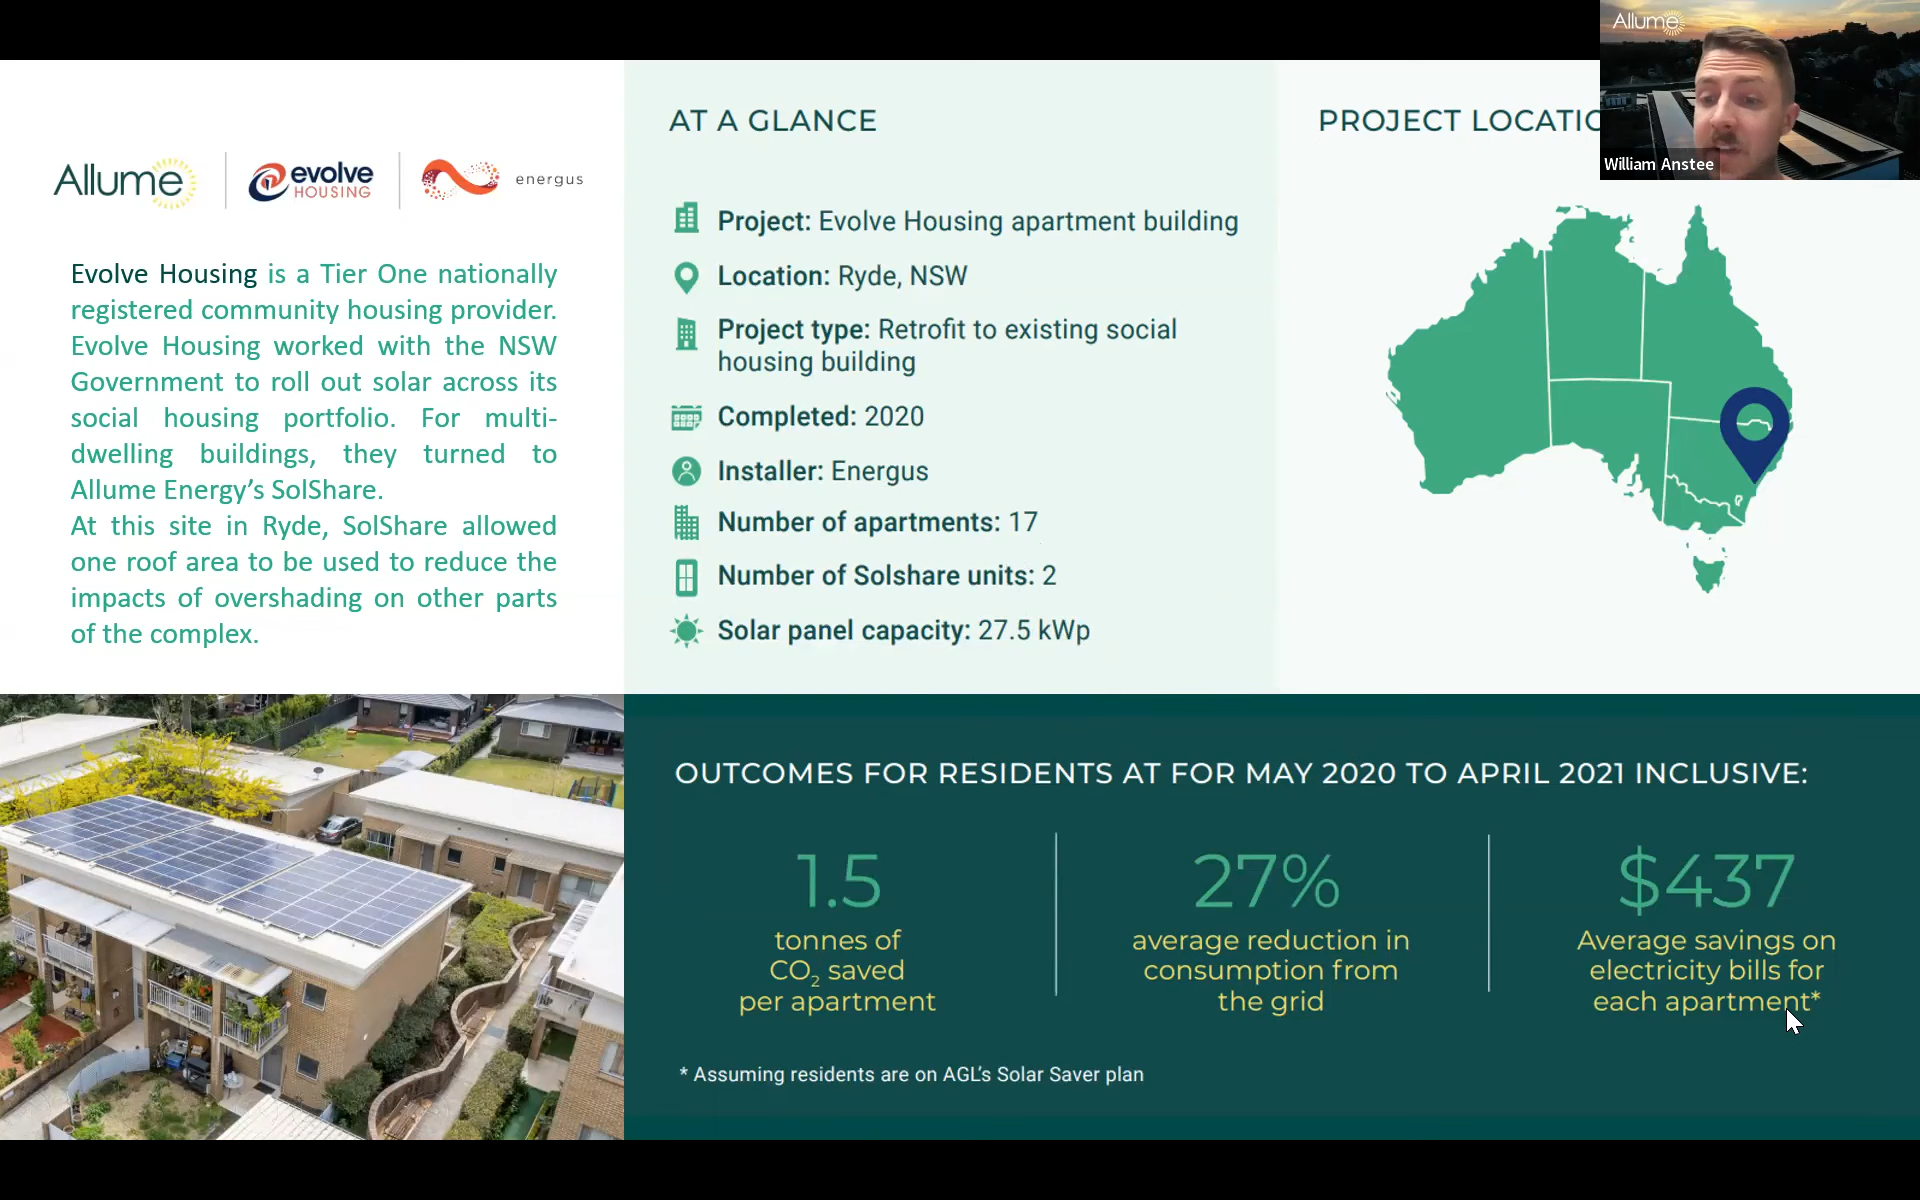 Allume
evolve
HOUSING
energus
Evolve Housing is a Tier One nationally
registered community housing provider.
Evolve Housing worked with the NSW
Government to roll out solar across its
social housing portfolio. For multi-
dwelling buildings, they turned to
Allume Energy's SolShare.
At this site in Ryde, SolShare allowed
one roof area to be used to reduce the
impacts of overshading on other parts
of the complex.
AT A GLANCE
Project: Evolve Housing apartment building
Location: Ryde, NSW
Project type: Retrofit to existing social
housing building
Completed: 2020
Installer: Energus
Number of apartments: 17
Number of Solshare units: 2
Solar panel capacity: 27.5 kWp
PROJECT LOCATIO
Allume
William Anstee
OUTCOMES FOR RESIDENTS AT FOR MAY 2020 TO APRIL 2021 INCLUSIVE:
1.5
tonnes of
CO₂ saved
per apartment
27%
average reduction in
consumption from
the grid
$437
Average savings on
electricity bills for
each apartment*
* Assuming residents are on AGL's Solar Saver plan